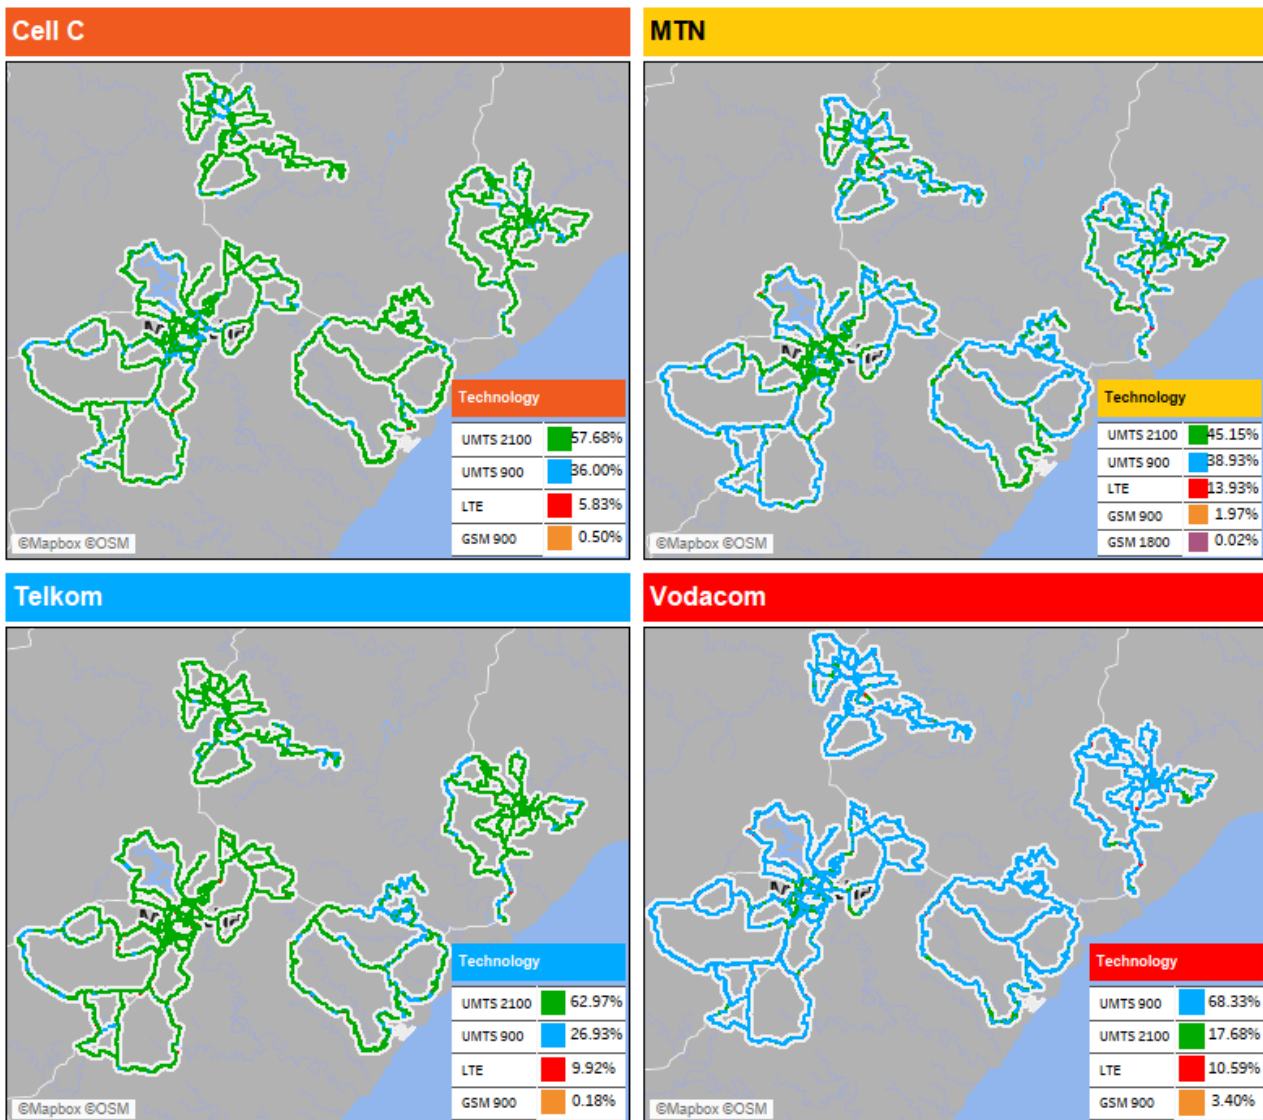 Cell C
MTN
Technology
UMTS 2100 57.68%
UMTS 900 36.00%
LTE 5.83%
GSM 900 0.50%
©Mapbox ©OSM
Technology
UMTS 2100 45.15%
UMTS 900 38.93%
LTE 13.93%
GSM 900 1.97%
GSM 1800 0.02%
©Mapbox ©OSM
Telkom
Vodacom
Technology
UMTS 2100 62.97%
UMTS 900 26.93%
LTE 9.92%
GSM 900 0.18%
©Mapbox ©OSM
Technology
UMTS 900 68.33%
UMTS 2100 17.68%
LTE 10.59%
GSM 900 3.40%
©Mapbox ©OSM